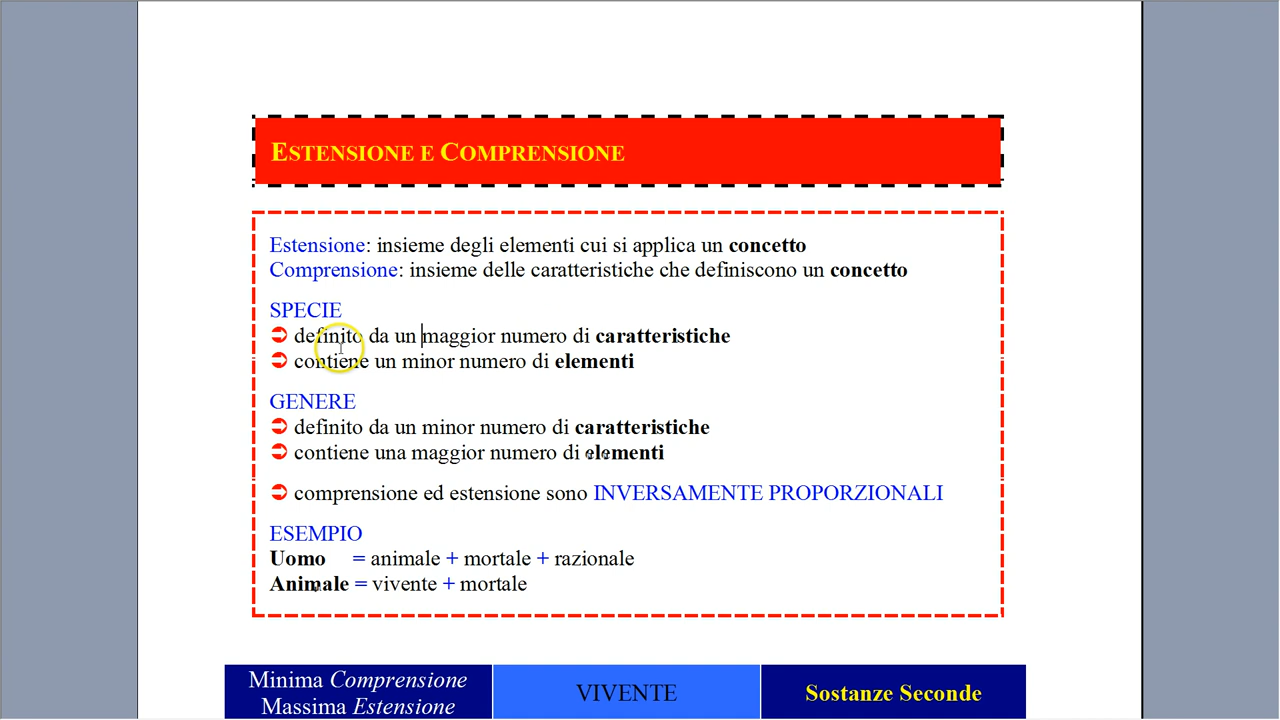 ESTENSIONE E COMPRENSIONE
Estensione: insieme degli elementi cui si applica un concetto
Comprensione: insieme delle caratteristiche che definiscono un concetto
SPECIE
➲ definito da un maggior numero di caratteristiche
➲ contiene un minor numero di elementi
GENERE
➲ definito da un minor numero di caratteristiche
➲ contiene una maggior numero di elementi
➲ comprensione ed estensione sono INVERSAMENTE PROPORZIONALI
ESEMPIO
Uomo = animale + mortale + razionale
Animale = vivente + mortale
Minima Comprensione
Massima Estensione
VIVENTE
Sostanze Seconde